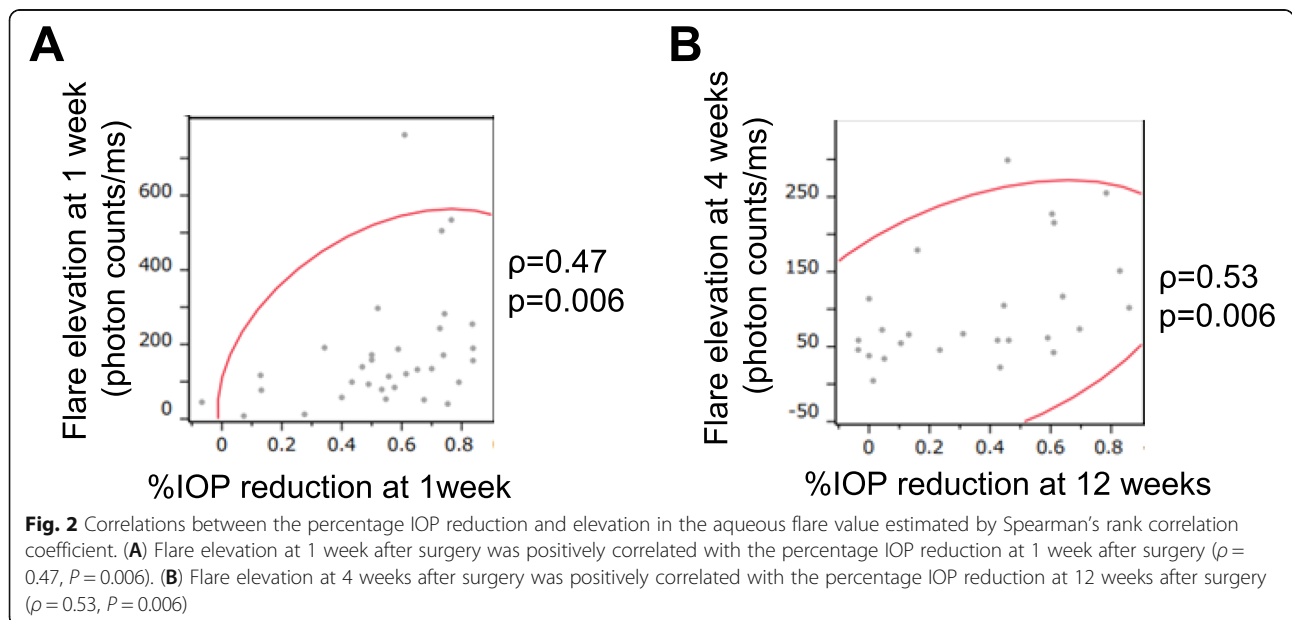 A
B
Flare elevation at 1 week
(photon counts/ms)
600
400
200
0
0 0.2 0.4 0.6 0.8
%IOP reduction at 1week
ρ=0.47
p=0.006
Flare elevation at 4 weeks
(photon counts/ms)
250
150
50
-50
0 0.2 0.4 0.6 0.8
%IOP reduction at 12 weeks
ρ=0.53
p=0.006
Fig. 2 Correlations between the percentage IOP reduction and elevation in the aqueous flare value estimated by Spearman's rank correlation
coefficient. (A) Flare elevation at 1 week after surgery was positively correlated with the percentage IOP reduction at 1 week after surgery (ρ =
0.47, P = 0.006). (B) Flare elevation at 4 weeks after surgery was positively correlated with the percentage IOP reduction at 12 weeks after surgery
(ρ = 0.53, P = 0.006)